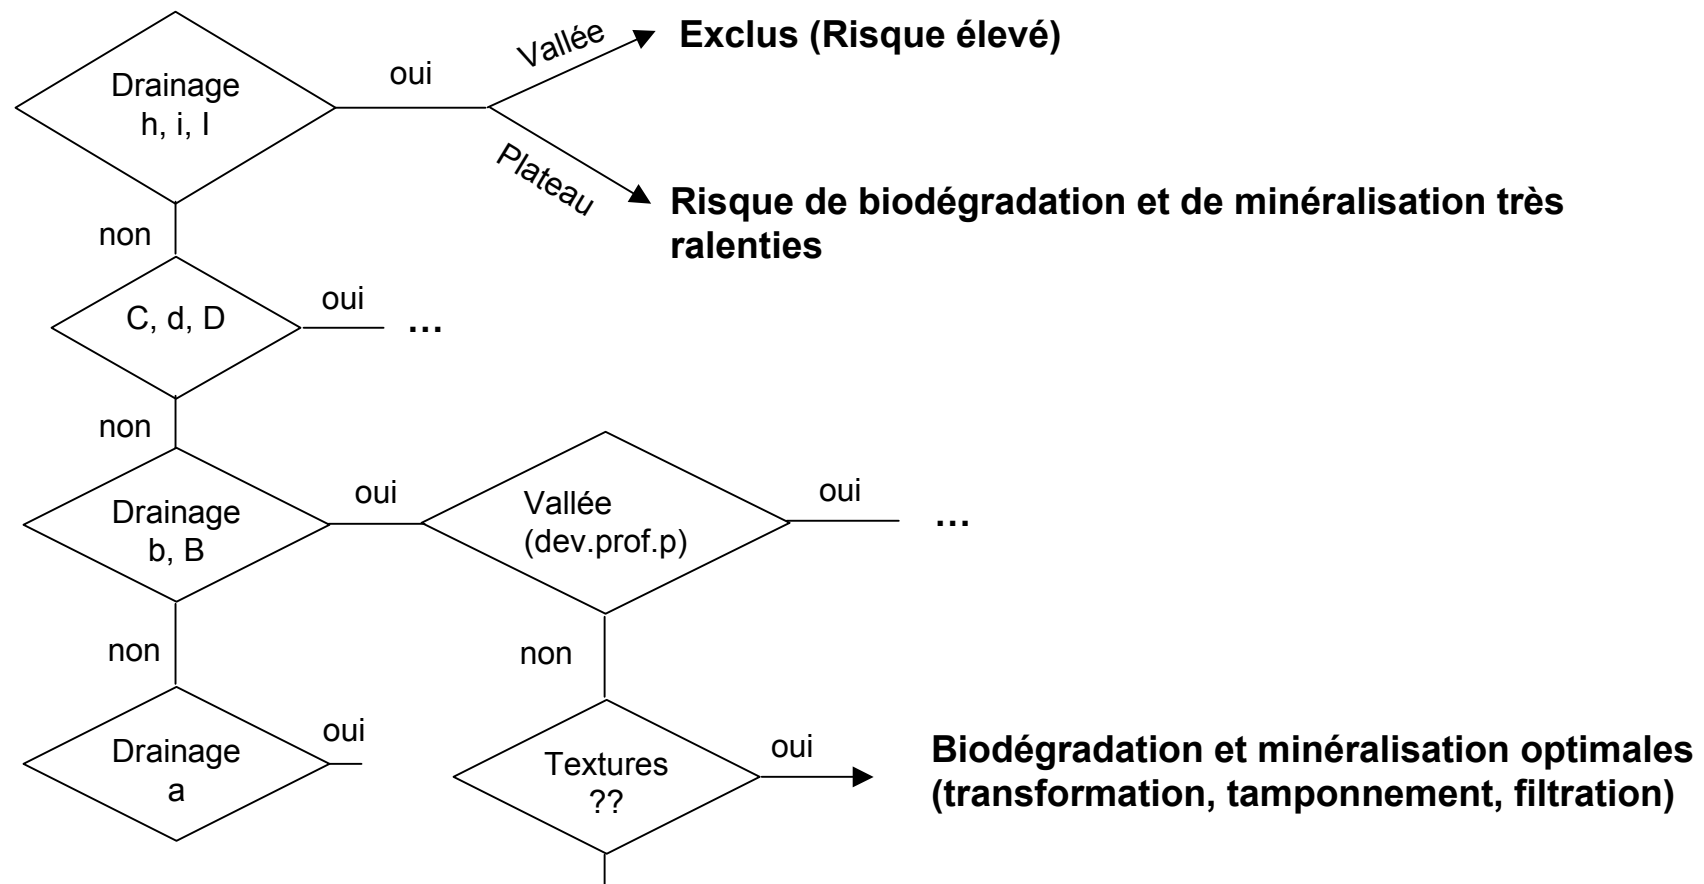 Drainage
h, i, I
oui
Vallée
Exclus (Risque élevé)
Plateau
Risque de biodégradation et de minéralisation très
ralenties
non
C, d, D
oui
...
non
Drainage
b, B
oui
Vallée
(dev.prof.p)
oui
...
non
non
Drainage
a
oui
Textures
??
oui
Biodégradation et minéralisation optimales
(transformation, tamponnement, filtration)